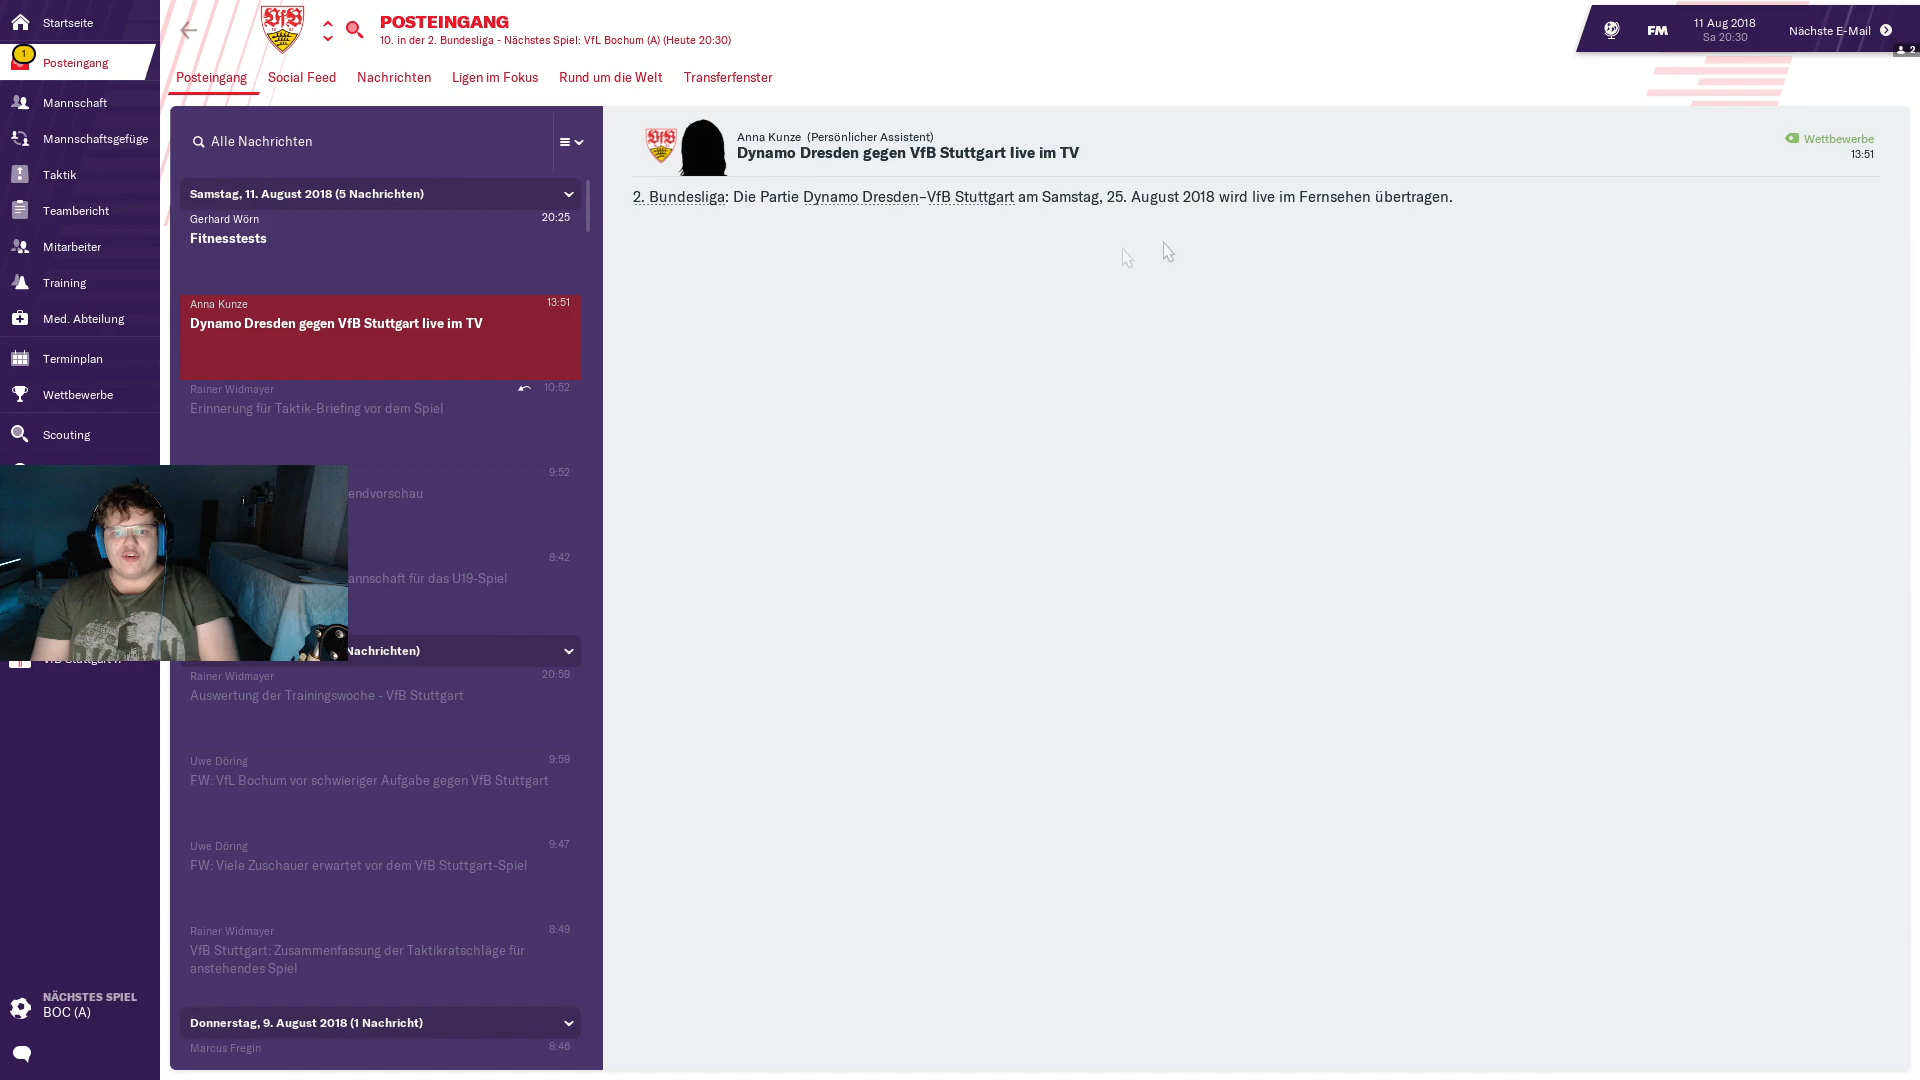 Startseite
1
Posteingang
Mannschaft
Mannschaftsgefüge
Taktik
Teambericht
Mitarbeiter
Training
Med. Abteilung
Terminplan
Wettbewerbe
Scouting
NÄCHSTES SPIEL
BOC (A)
POSTEINGANG
10. in der 2. Bundesliga - Nächstes Spiel: VfL Bochum (A) (Heute 20:30)
FM
11 Aug 2018
Sa 20:30
Nächste E-Mail
2
Posteingang
Social Feed
Nachrichten
Ligen im Fokus
Rund um die Welt
Transferfenster
Alle Nachrichten
Samstag, 11. August 2018 (5 Nachrichten)
Gerhard Wörn
20:25
Fitnesstests
Anna Kunze
13:51
Dynamo Dresden gegen VfB Stuttgart live im TV
Rainer Widmayer
10:52
Erinnerung für Taktik-Briefing vor dem Spiel
9:52
endvorschau
8:42
annschaft für das U19-Spiel
Nachrichten)
Rainer Widmayer
20:59
Auswertung der Trainingswoche - VfB Stuttgart
Uwe Döring
9:59
FW: VfL Bochum vor schwieriger Aufgabe gegen VfB Stuttgart
Uwe Döring
9:47
FW: Viele Zuschauer erwartet vor dem VfB Stuttgart-Spiel
Rainer Widmayer
8:49
VfB Stuttgart: Zusammenfassung der Taktikratschläge für
anstehendes Spiel
Donnerstag, 9. August 2018 (1 Nachricht)
Marcus Fregin
8:46
Anna Kunze (Persönlicher Assistent)
Dynamo Dresden gegen VfB Stuttgart live im TV
Wettbewerbe
13:51
2. Bundesliga: Die Partie Dynamo Dresden–VfB Stuttgart am Samstag, 25. August 2018 wird live im Fernsehen übertragen.